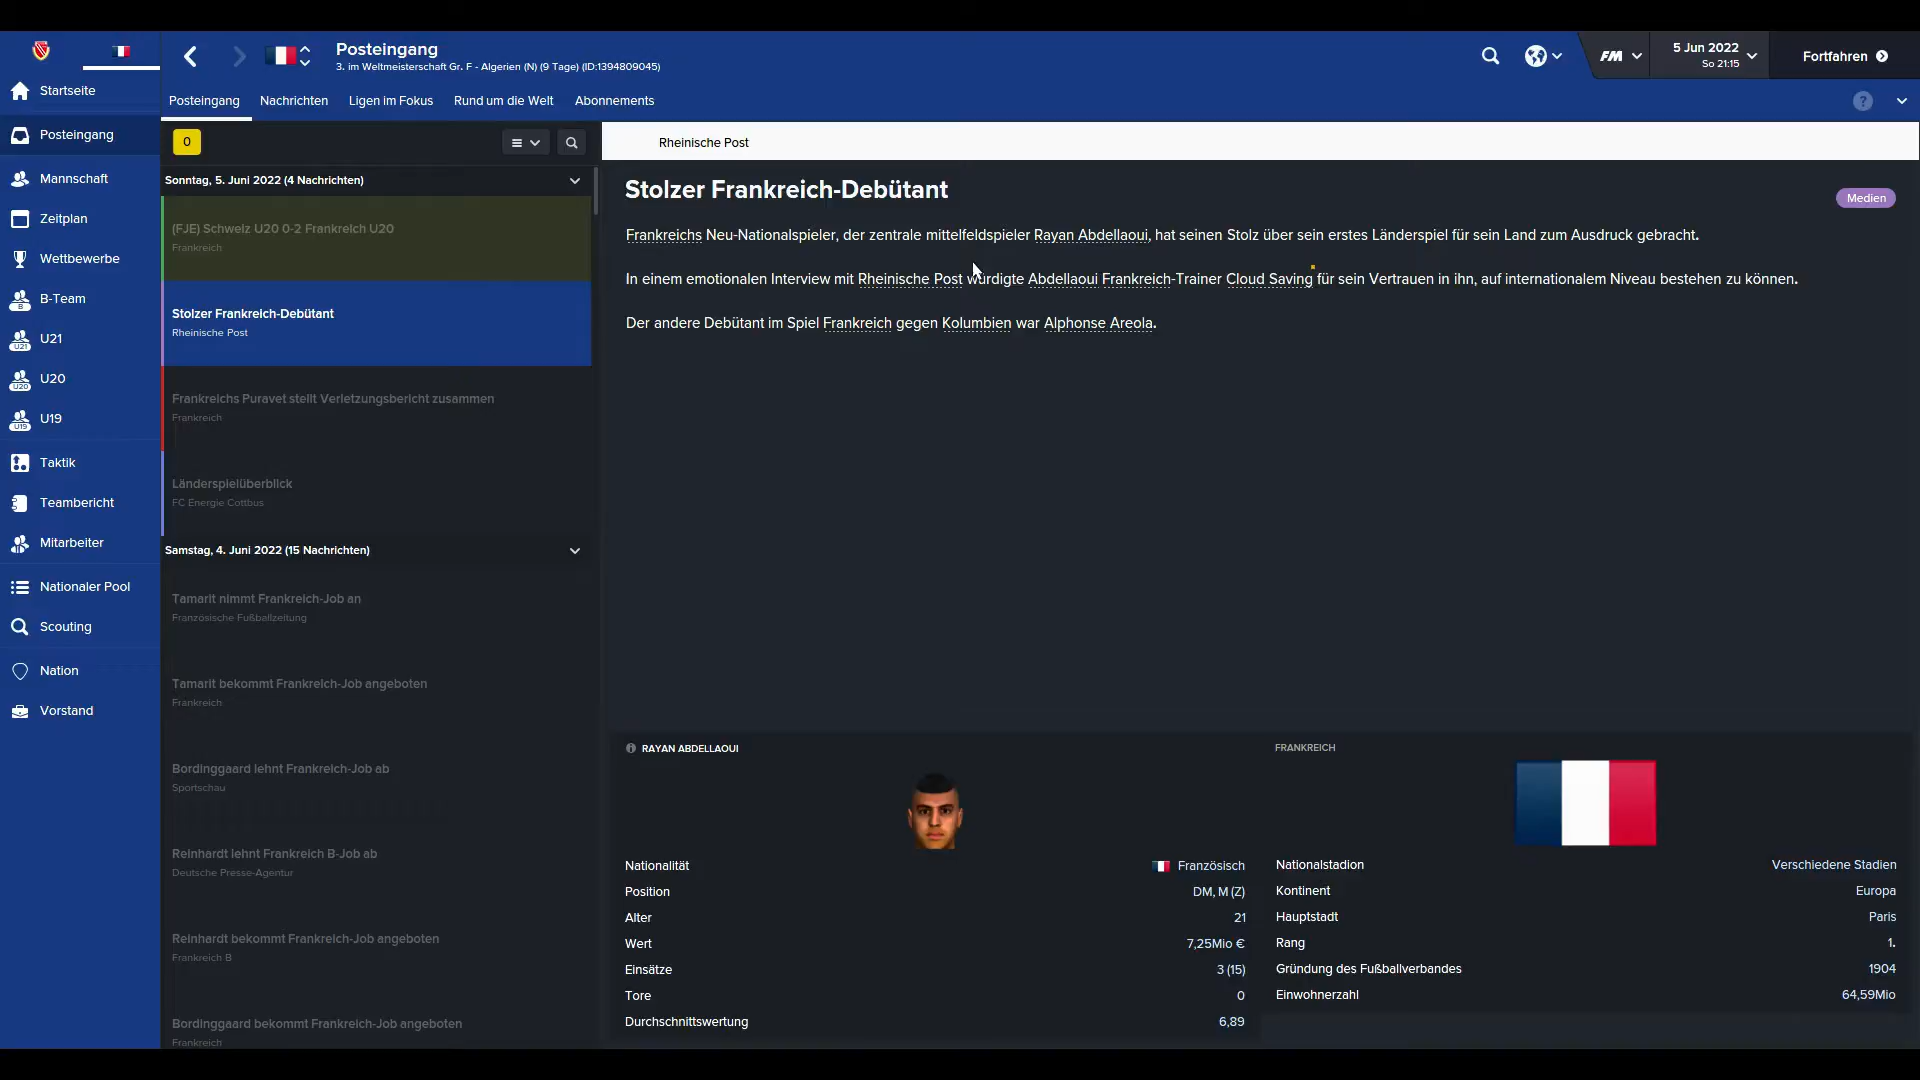 Posteingang
3. im Weltmeisterschaft Gr. F - Algerien (N) (9 Tage) (ID:1394809045)
FM
5 Jun 2022
So 21:15
Fortfahren
Startseite
Posteingang
Mannschaft
Zeitplan
Wettbewerbe
B-Team
U21
U20
U19
Taktik
Teambericht
Mitarbeiter
Nationaler Pool
Scouting
Nation
Vorstand
Posteingang Nachrichten Ligen im Fokus Rund um die Welt Abonnements
0
Sonntag, 5. Juni 2022 (4 Nachrichten)
(FJE) Schweiz U20 0-2 Frankreich U20
Frankreich
Stolzer Frankreich-Debütant
Rheinische Post
Frankreichs Puravet stellt Verletzungsbericht zusammen
Frankreich
Länderspielüberblick
FC Energie Cottbus
Samstag, 4. Juni 2022 (15 Nachrichten)
Tamarit nimmt Frankreich-Job an
Französische Fußballzeitung
Tamarit bekommt Frankreich-Job angeboten
Frankreich
Bordinggaard lehnt Frankreich-Job ab
Sportschau
Reinhardt lehnt Frankreich B-Job ab
Deutsche Presse-Agentur
Reinhardt bekommt Frankreich-Job angeboten
Frankreich B
Bordinggaard bekommt Frankreich-Job angeboten
Frankreich
Rheinische Post
Stolzer Frankreich-Debütant
Medien
Frankreichs Neu-Nationalspieler, der zentrale mittelfeldspieler Rayan Abdellaoui, hat seinen Stolz über sein erstes Länderspiel für sein Land zum Ausdruck gebracht.
In einem emotionalen Interview mit Rheinische Post würdigte Abdellaoui Frankreich-Trainer Cloud Saving für sein Vertrauen in ihn, auf internationalem Niveau bestehen zu können.
Der andere Debütant im Spiel Frankreich gegen Kolumbien war Alphonse Areola.
RAYAN ABDELLAOUI
Nationalität Französisch
Position DM, M (Z)
Alter 21
Wert 7,25Mio €
Einsätze 3 (15)
Tore 0
Durchschnittswertung 6,89
FRANKREICH
Nationalstadion Verschiedene Stadien
Kontinent Europa
Hauptstadt Paris
Rang 1.
Gründung des Fußballverbandes 1904
Einwohnerzahl 64,59Mio